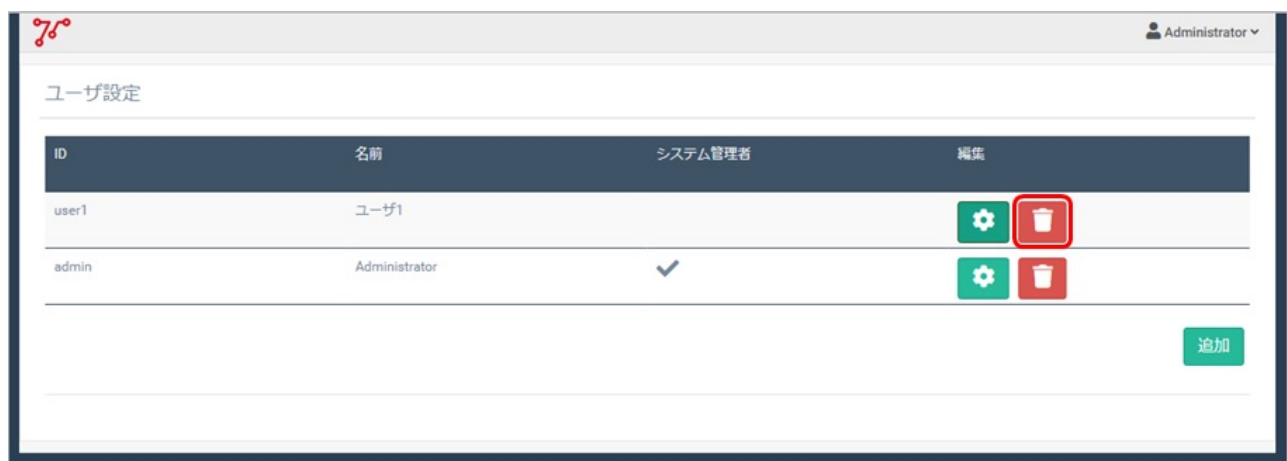 Administrator
ユーザ設定
ID 名前 システム管理者 編集
user1 ユーザ1
admin Administrator
追加